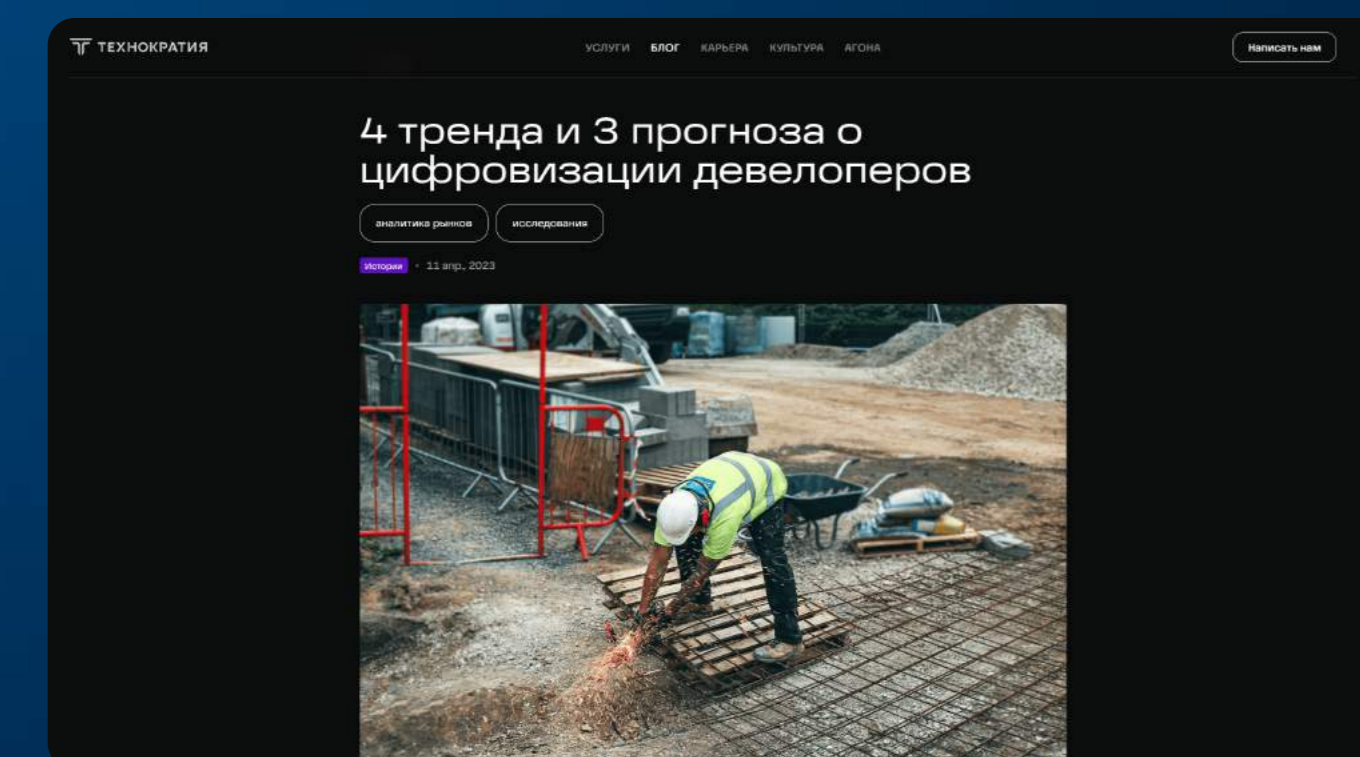 ТЕХНОКРАТИЯ
УСЛУГИ БЛОГ КАРЬЕРА КУЛЬТУРА АГОНА
Написать нам
4 тренда и 3 прогноза о
цифровизации девелоперов
аналитика рынков исследования
Истории • 11 апр., 2023